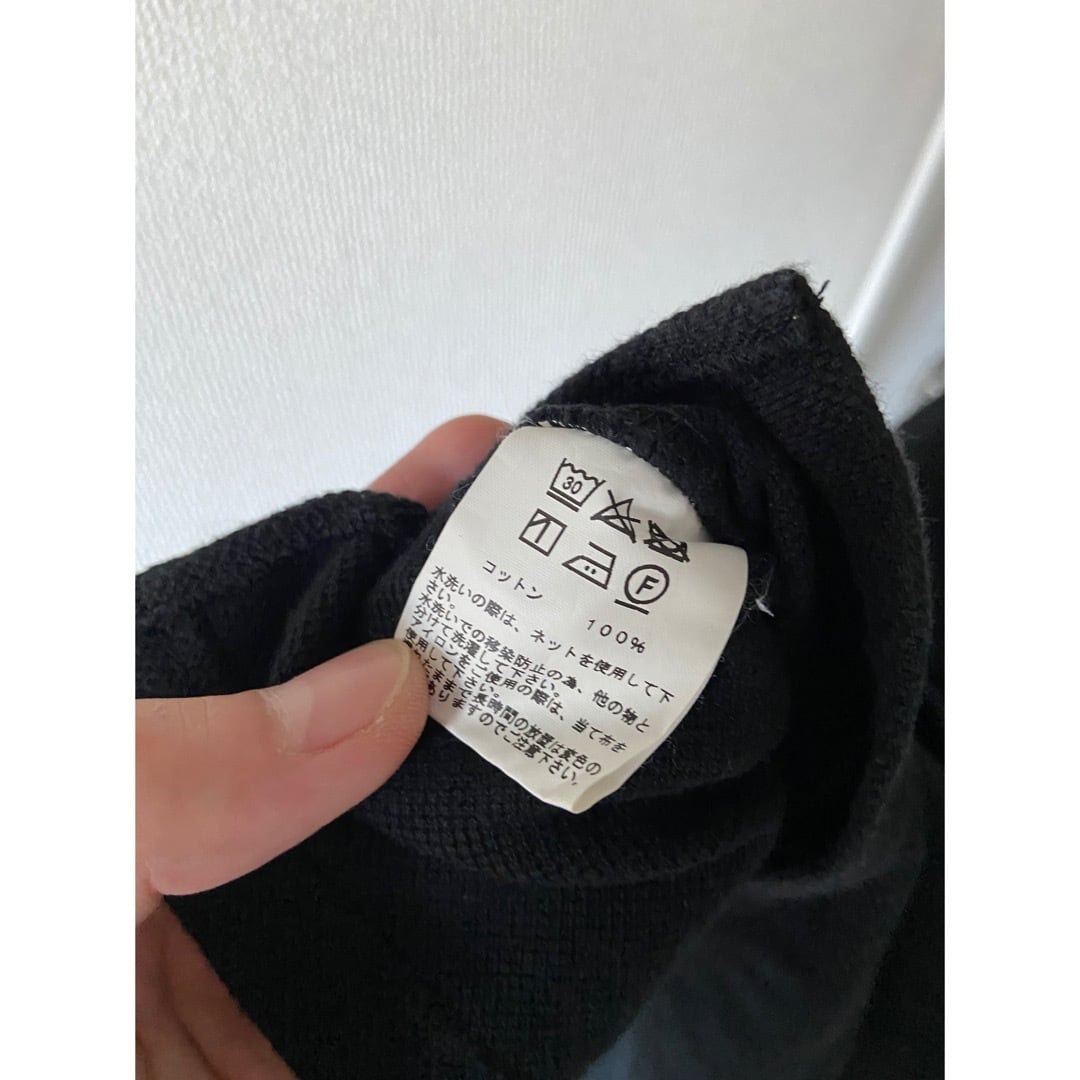 30
F
コットン 100%
水洗いの際は、ネットを使用して下
さい。
水洗いでの移染防止の為、他の物と
分けて洗濯して下さい。
アイロンをご使用の際は、当て布を
使用して下さい。
たままで長時間の放置は変色の
ありますのでご注意下さい。